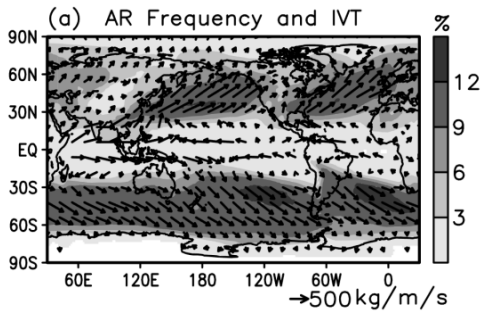 (a) AR Frequency and IVT
%
90N
60N
30N
EQ
30S
60S
90S
12
9
6
3
60E 120E 180 120W 60W 0
→500kg/m/s